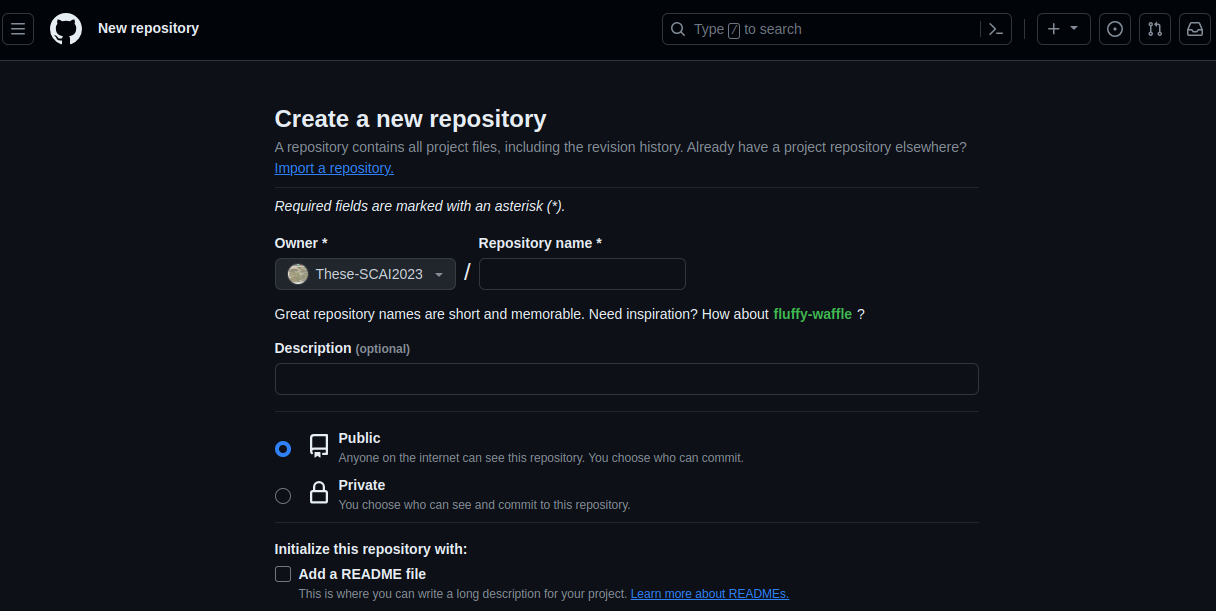 New repository
Type / to search
Create a new repository
A repository contains all project files, including the revision history. Already have a project repository elsewhere?
Import a repository.
Required fields are marked with an asterisk (*).
Owner * Repository name *
These-SCAI2023 /
Great repository names are short and memorable. Need inspiration? How about fluffy-waffle ?
Description (optional)
Public
Anyone on the internet can see this repository. You choose who can commit.
Private
You choose who can see and commit to this repository.
Initialize this repository with:
Add a README file
This is where you can write a long description for your project. Learn more about READMEs.